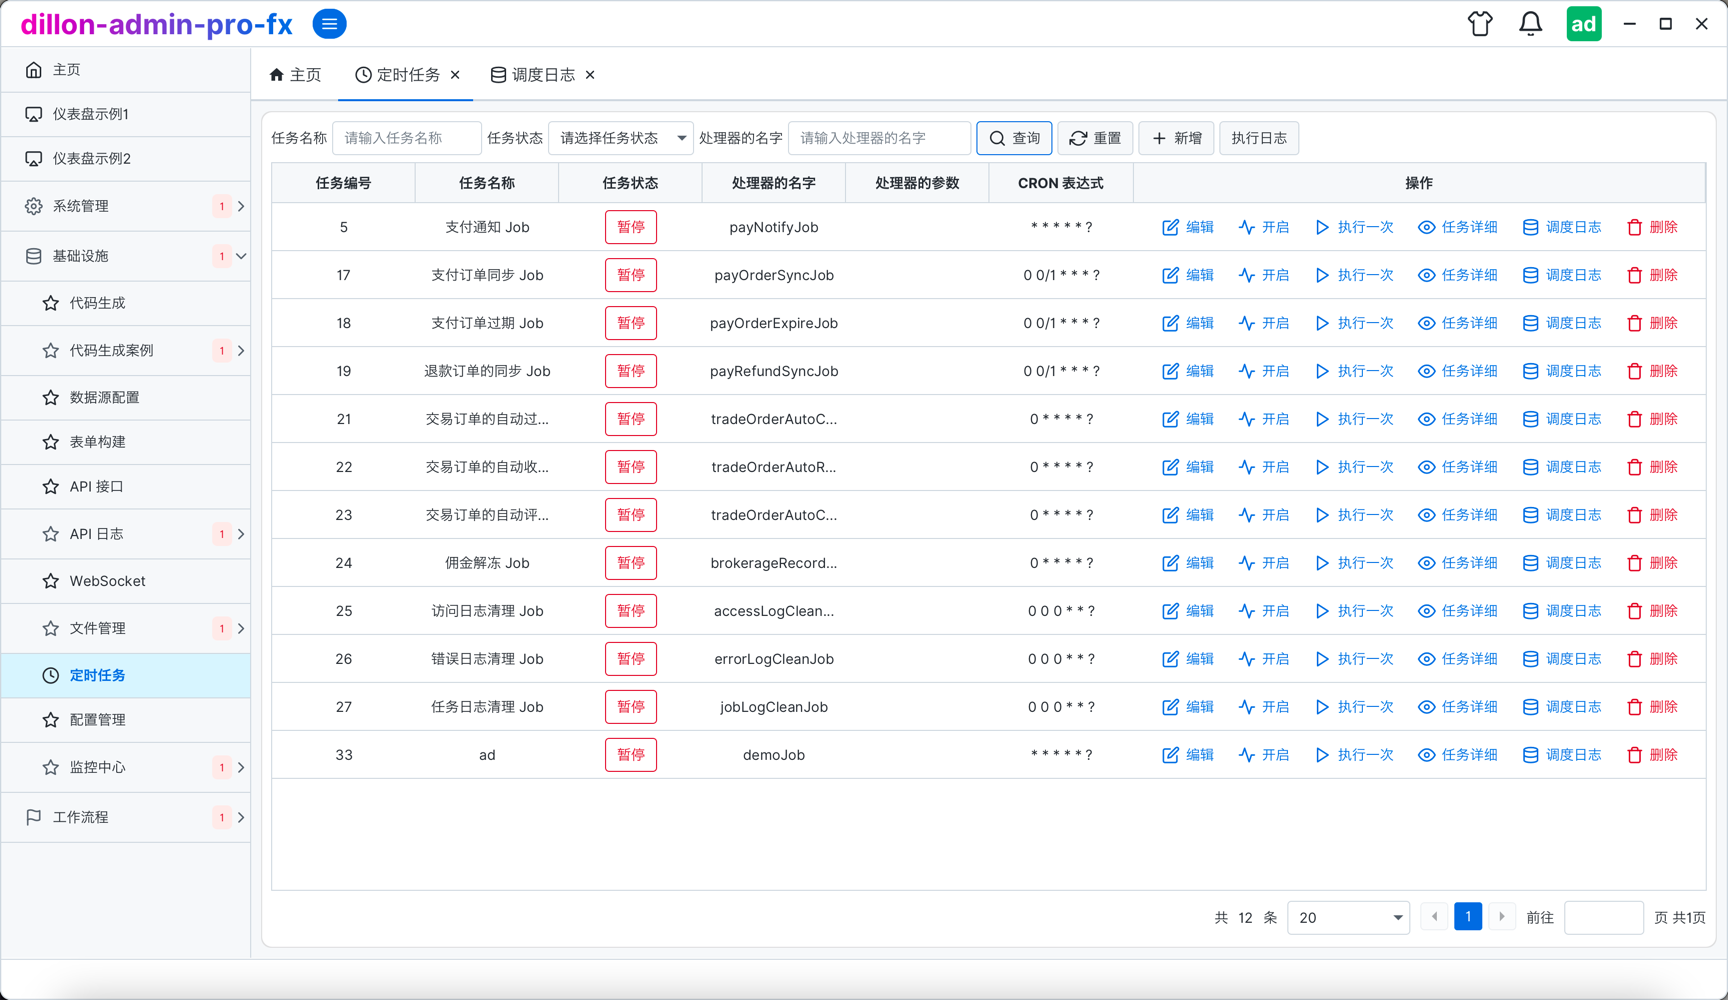 dillon-admin-pro-fx
ad
主页
仪表盘示例1
仪表盘示例2
系统管理 1
基础设施 1
代码生成
代码生成案例 1
数据源配置
表单构建
API 接口
API 日志 1
WebSocket
文件管理 1
定时任务
配置管理
监控中心 1
工作流程 1
主页 定时任务 调度日志
任务名称 请输入任务名称 任务状态 请选择任务状态 处理器的名字 请输入处理器的名字 查询 重置 新增 执行日志
任务编号 任务名称 任务状态 处理器的名字 处理器的参数 CRON 表达式 操作
5 支付通知 Job 暂停 payNotifyJob * * * * * ? 编辑 开启 执行一次 任务详细 调度日志 删除
17 支付订单同步 Job 暂停 payOrderSyncJob 0 0/1 * * * ? 编辑 开启 执行一次 任务详细 调度日志 删除
18 支付订单过期 Job 暂停 payOrderExpireJob 0 0/1 * * * ? 编辑 开启 执行一次 任务详细 调度日志 删除
19 退款订单的同步 Job 暂停 payRefundSyncJob 0 0/1 * * * ? 编辑 开启 执行一次 任务详细 调度日志 删除
21 交易订单的自动过... 暂停 tradeOrderAutoC... 0 * * * * ? 编辑 开启 执行一次 任务详细 调度日志 删除
22 交易订单的自动收... 暂停 tradeOrderAutoR... 0 * * * * ? 编辑 开启 执行一次 任务详细 调度日志 删除
23 交易订单的自动评... 暂停 tradeOrderAutoC... 0 * * * * ? 编辑 开启 执行一次 任务详细 调度日志 删除
24 佣金解冻 Job 暂停 brokerageRecord... 0 * * * * ? 编辑 开启 执行一次 任务详细 调度日志 删除
25 访问日志清理 Job 暂停 accessLogClean... 0 0 0 * * ? 编辑 开启 执行一次 任务详细 调度日志 删除
26 错误日志清理 Job 暂停 errorLogCleanJob 0 0 0 * * ? 编辑 开启 执行一次 任务详细 调度日志 删除
27 任务日志清理 Job 暂停 jobLogCleanJob 0 0 0 * * ? 编辑 开启 执行一次 任务详细 调度日志 删除
33 ad 暂停 demoJob * * * * * ? 编辑 开启 执行一次 任务详细 调度日志 删除
共 12 条 20 1 前往 页 共1页